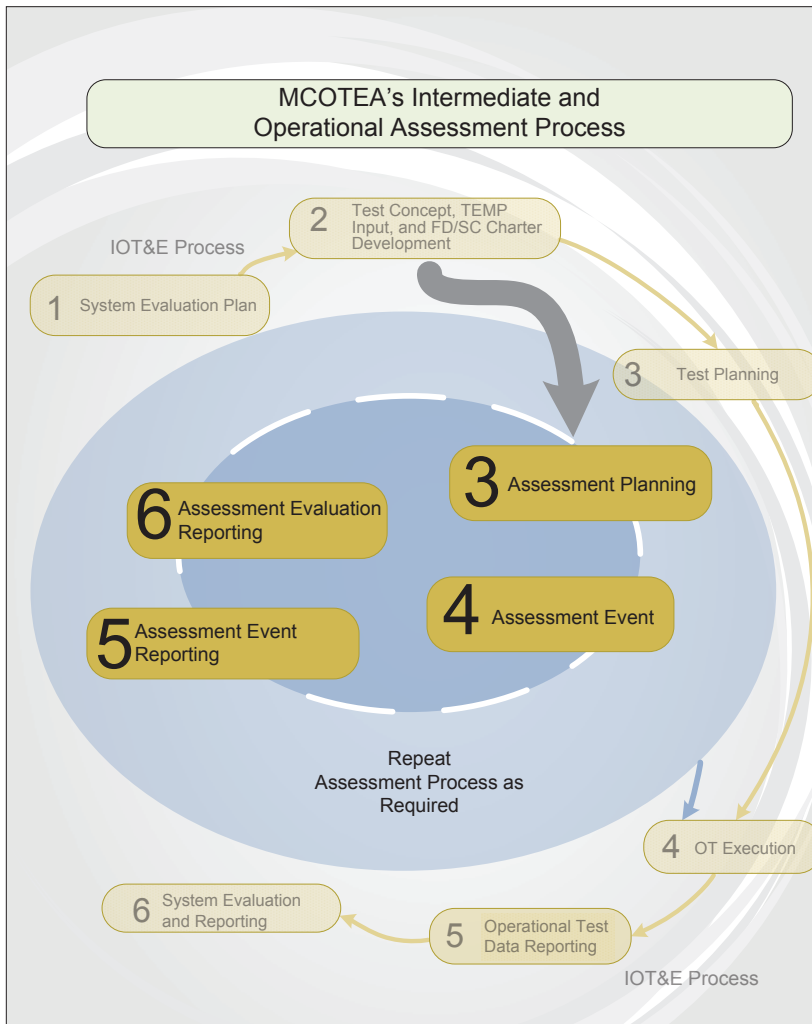 MCOTEA's Intermediate and
Operational Assessment Process
IOT&E Process
1 System Evaluation Plan
2 Test Concept, TEMP
Input, and FD/SC Charter
Development
3 Test Planning
3 Assessment Planning
6 Assessment Evaluation
Reporting
4 Assessment Event
5 Assessment Event
Reporting
Repeat
Assessment Process as
Required
4 OT Execution
6 System Evaluation
and Reporting
5 Operational Test
Data Reporting
IOT&E Process